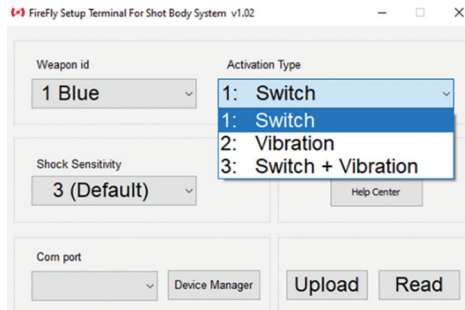 FireFly Setup Terminal For Shot Body System v1.02
Weapon id
Activation Type
1 Blue
1: Switch
1: Switch
2: Vibration
3: Switch + Vibration
Shock Sensitivity
3 (Default)
Help Center
Com port
Device Manager
Upload
Read